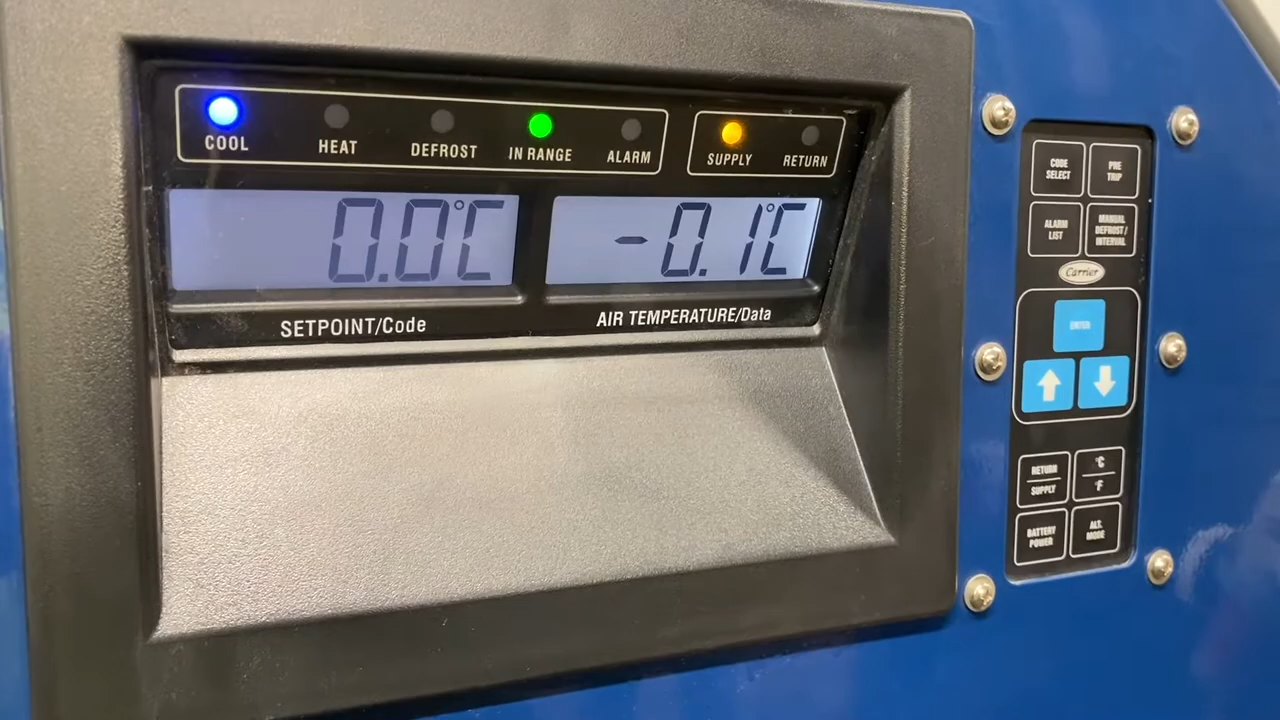 COOL HEAT DEFROST IN RANGE ALARM SUPPLY RETURN
0.0°C -0.1°C
SETPOINT/Code AIR TEMPERATURE/Data
CODE
SELECT
PRE
TRIP
ALARM
LIST
MANUAL
DEFROST/
INTERVAL
Carrier
ENTER
RETURN
SUPPLY
°C
°F
BATTERY
POWER
ALT.
MODE